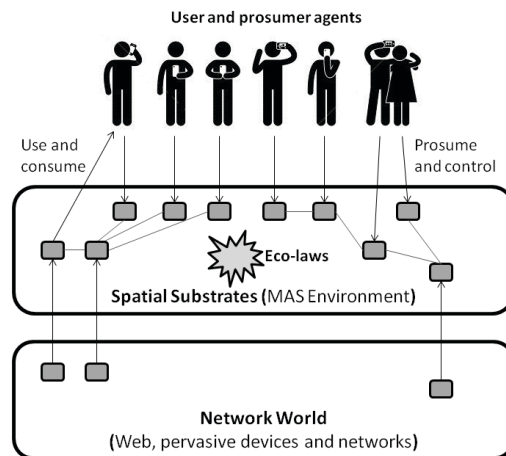 User and prosumer agents
Use and
consume
Prosume
and control
Eco-laws
Spatial Substrates (MAS Environment)
Network World
(Web, pervasive devices and networks)